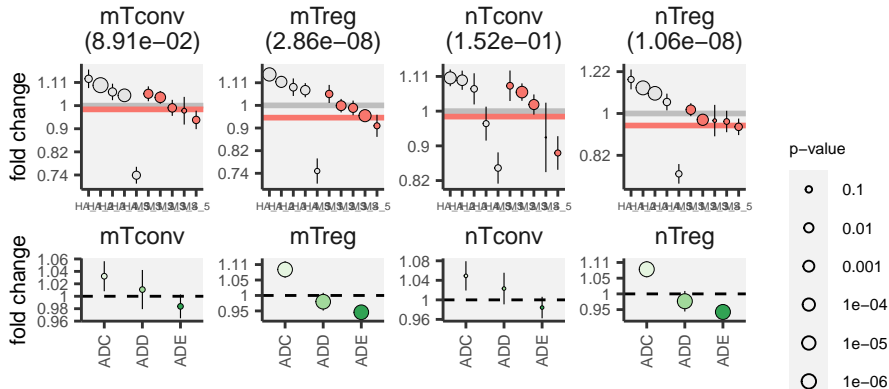 mTconv
(8.91e−02)
mTreg
(2.86e−08)
nTconv
(1.52e−01)
nTreg
(1.06e−08)
fold change
1.11
1
0.9
0.82
0.74
1.11
1
0.9
0.82
0.74
1.11
1
0.9
0.82
1.22
1
0.82
p−value
0.1
0.01
0.001
1e−04
1e−05
1e−06
mTconv
mTreg
nTconv
nTreg
fold change
1.06
1.04
1.02
1
0.98
0.96
1.11
1.05
1
0.95
1.08
1.04
1
0.96
1.11
1.05
1
0.95
ADC
ADD
ADE
ADC
ADD
ADE
ADC
ADD
ADE
ADC
ADD
ADE